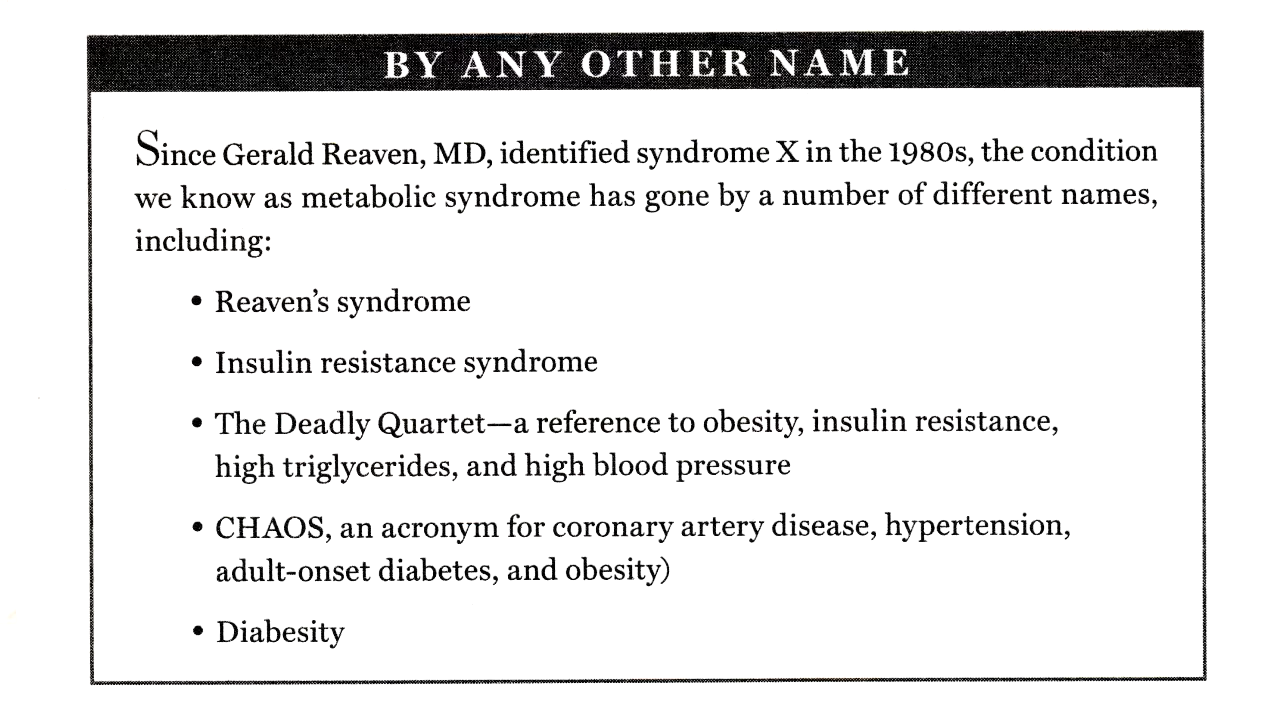 BY ANY OTHER NAME
Since Gerald Reaven, MD, identified syndrome X in the 1980s, the condition
we know as metabolic syndrome has gone by a number of different names,
including:
• Reaven’s syndrome
• Insulin resistance syndrome
• The Deadly Quartet—a reference to obesity, insulin resistance,
high triglycerides, and high blood pressure
• CHAOS, an acronym for coronary artery disease, hypertension,
adult-onset diabetes, and obesity)
• Diabesity